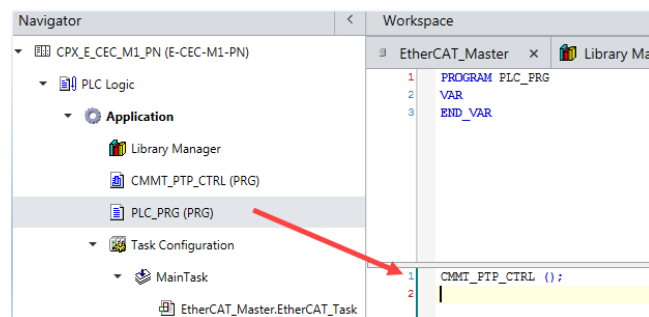 Navigator
CPX_E_CEC_M1_PN (E-CEC-M1-PN)
PLC Logic
Application
Library Manager
CMMT_PTP_CTRL (PRG)
PLC_PRG (PRG)
Task Configuration
MainTask
EtherCAT_Master.EtherCAT_Task
Workspace
EtherCAT_Master × Library Ma
1 PROGRAM PLC_PRG
2 VAR
3 END_VAR
1 CMMT_PTP_CTRL ();
2